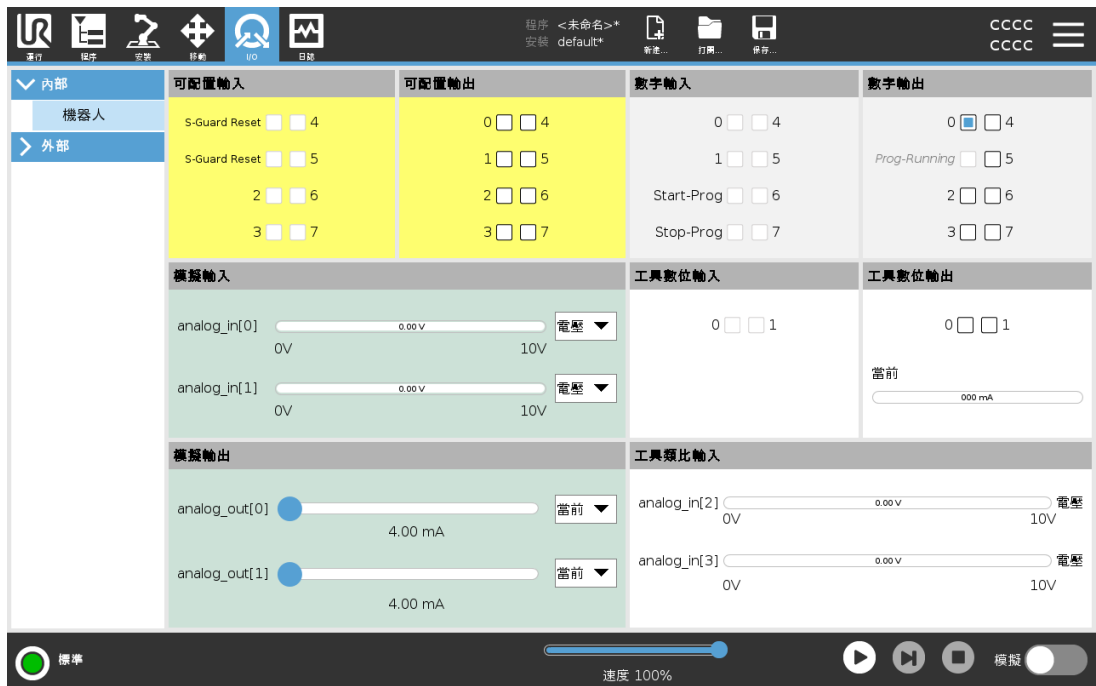 程序 <未命名>* CCCC
安裝 default* CCCC
運行 程序 安裝 移動 I/O 日誌 新建... 打開... 保存...
內部
機器人
外部
可配置輸入
S-Guard Reset 4
S-Guard Reset 5
2 6
3 7
可配置輸出
0 4
1 5
2 6
3 7
數字輸入
0 4
1 5
Start-Prog 6
Stop-Prog 7
數字輸出
0 4
Prog-Running 5
2 6
3 7
模擬輸入
analog_in[0] 0.00 V 電壓
0V 10V
analog_in[1] 0.00 V 電壓
0V 10V
工具數位輸入
0 1
工具數位輸出
0 1
當前
000 mA
模擬輸出
analog_out[0] 當前
4.00 mA
analog_out[1] 當前
4.00 mA
工具類比輸入
analog_in[2] 0.00 V 電壓
0V 10V
analog_in[3] 0.00 V 電壓
0V 10V
標準
速度 100%
模擬